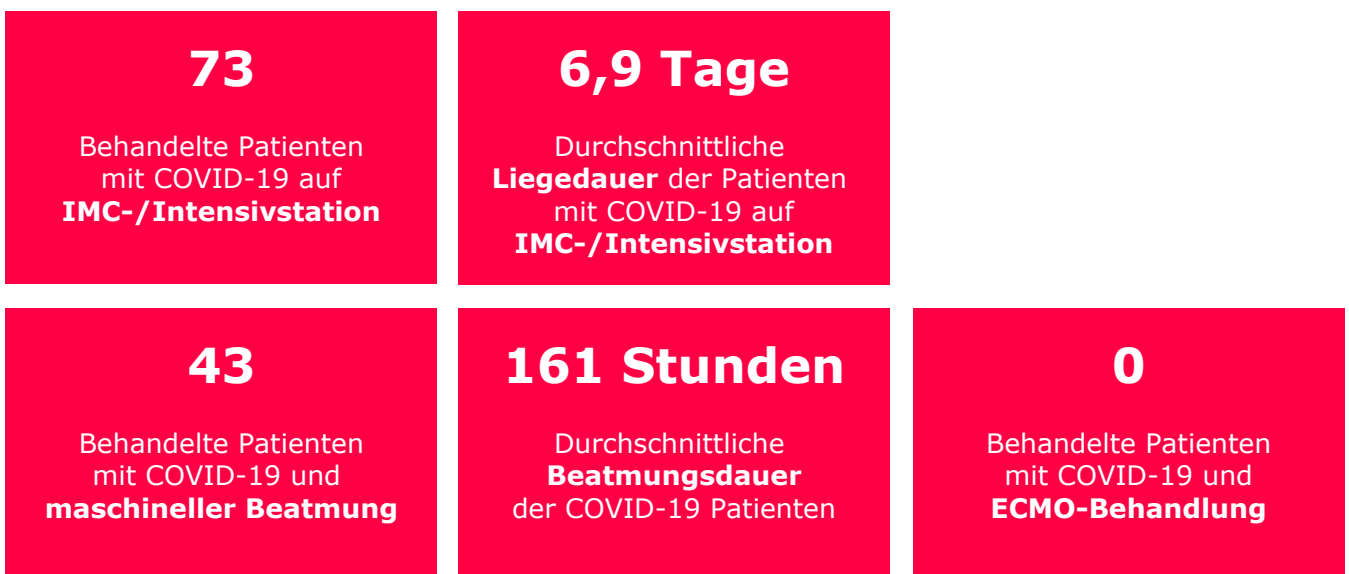 73
Behandelte Patienten
mit COVID-19 auf
IMC-/Intensivstation
6,9 Tage
Durchschnittliche
Liegedauer der Patienten
mit COVID-19 auf
IMC-/Intensivstation
43
Behandelte Patienten
mit COVID-19 und
maschineller Beatmung
161 Stunden
Durchschnittliche
Beatmungsdauer
der COVID-19 Patienten
0
Behandelte Patienten
mit COVID-19 und
ECMO-Behandlung